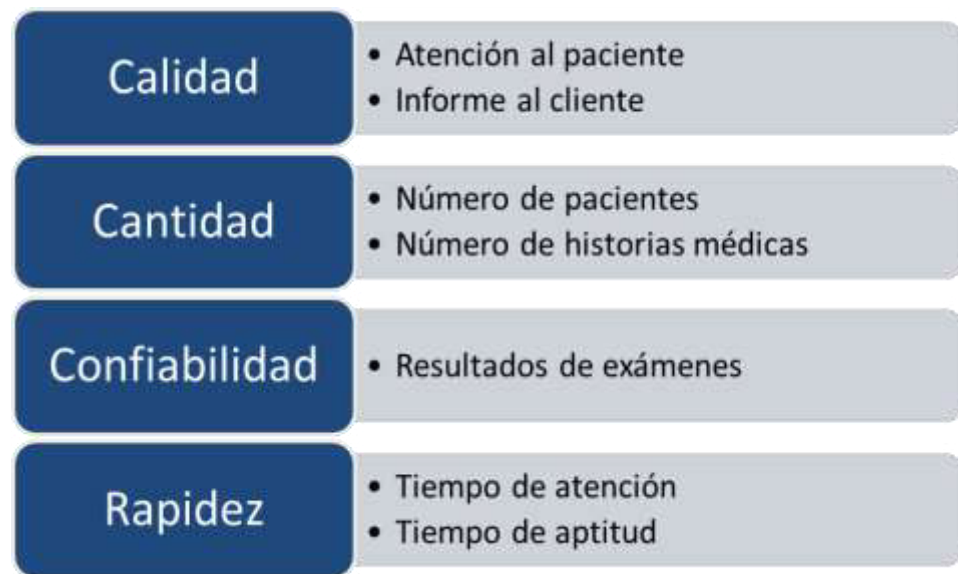 Calidad
• Atención al paciente
• Informe al cliente
Cantidad
• Número de pacientes
• Número de historias médicas
Confiabilidad
• Resultados de exámenes
Rapidez
• Tiempo de atención
• Tiempo de aptitud